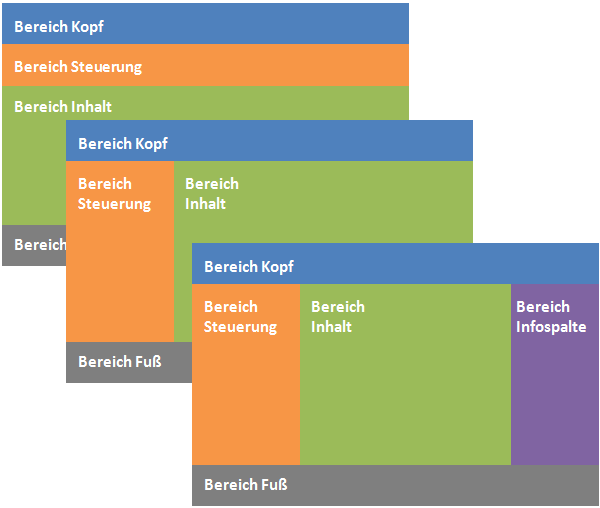 Bereich Kopf
Bereich Steuerung
Bereich Inhalt
Bereich
Bereich Kopf
Bereich
Steuerung
Bereich
Inhalt
Bereich Fuß
Bereich Kopf
Bereich
Steuerung
Bereich
Inhalt
Bereich
Infospalte
Bereich Fuß